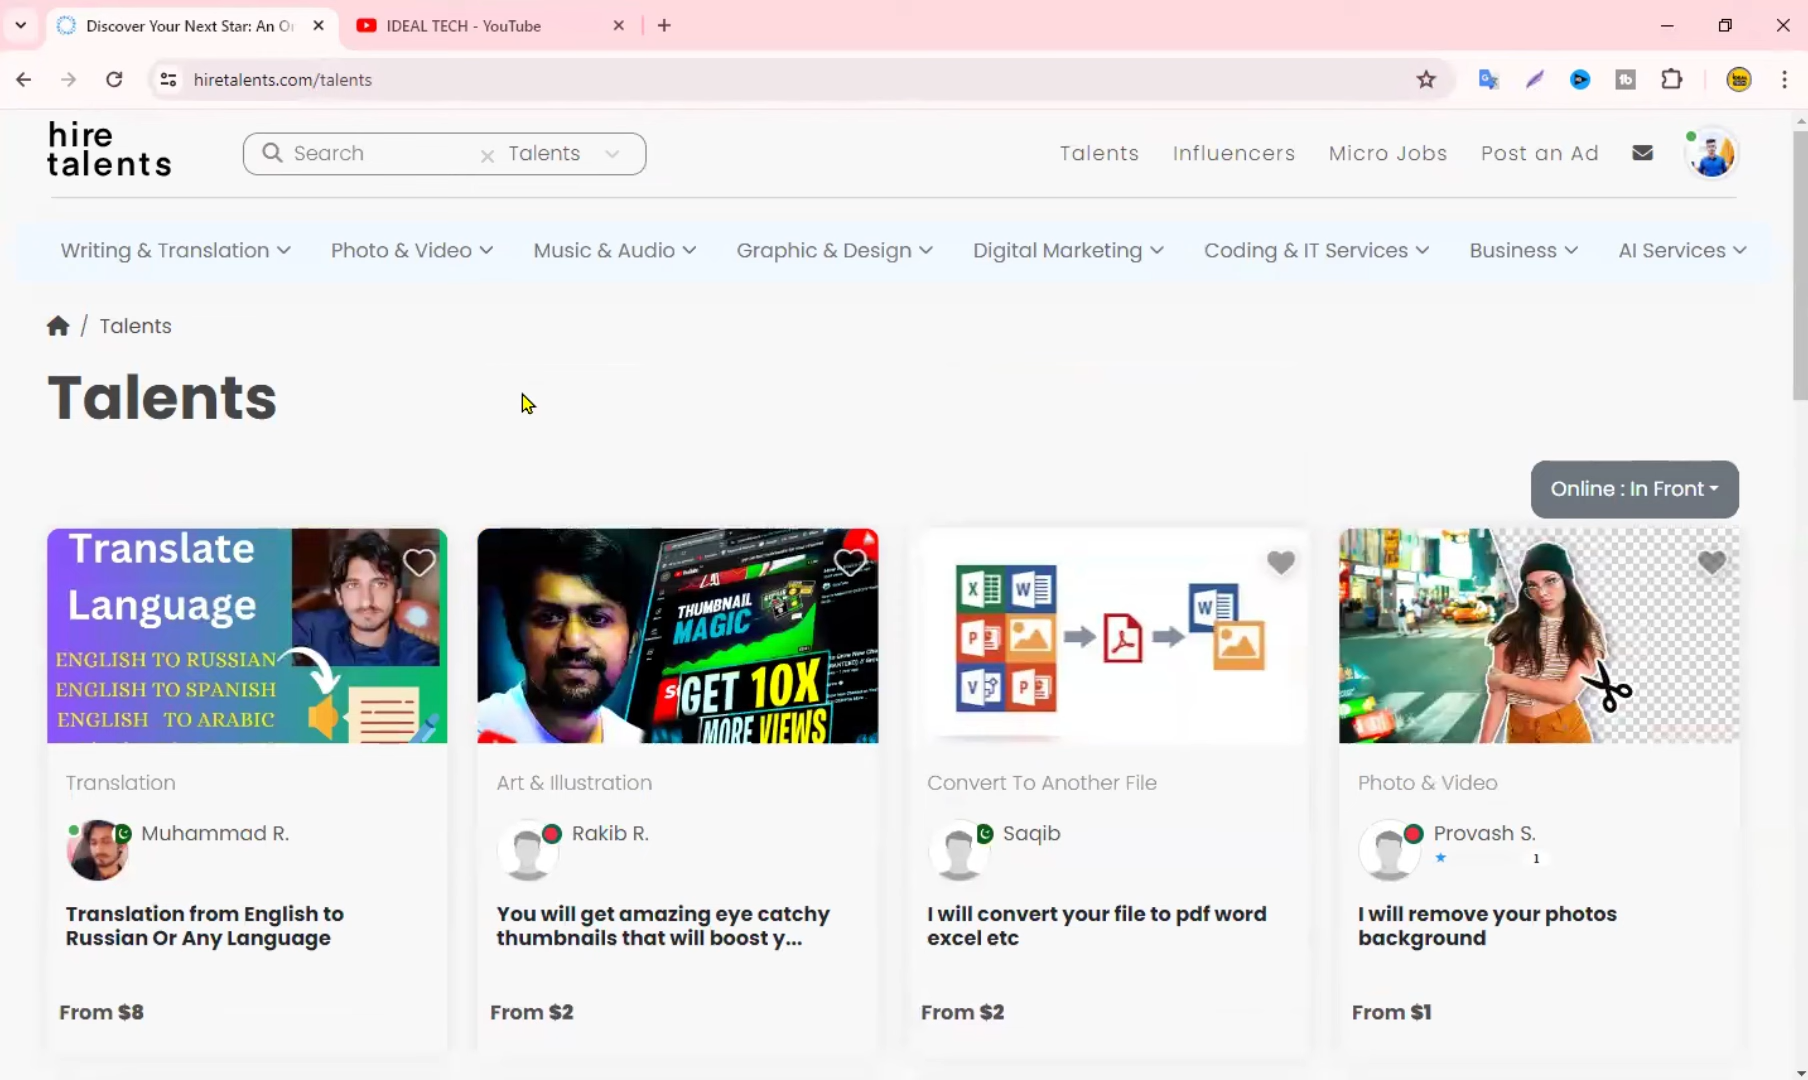 Discover Your Next Star: An O
IDEAL TECH - YouTube
hiretalents.com/talents
hire
talents
Search
Talents
Talents
Influencers
Micro Jobs
Post an Ad
Writing & Translation
Photo & Video
Music & Audio
Graphic & Design
Digital Marketing
Coding & IT Services
Business
AI Services
/ Talents
Talents
Online : In Front
Translate
Language
ENGLISH TO RUSSIAN
ENGLISH TO SPANISH
ENGLISH TO ARABIC
THUMBNAIL
MAGIC
GET 10X
MORE VIEWS
Translation
Muhammad R.
Translation from English to
Russian Or Any Language
From $8
Art & Illustration
Rakib R.
You will get amazing eye catchy
thumbnails that will boost y...
From $2
Convert To Another File
Saqib
I will convert your file to pdf word
excel etc
From $2
Photo & Video
Provash S.
1
I will remove your photos
background
From $1